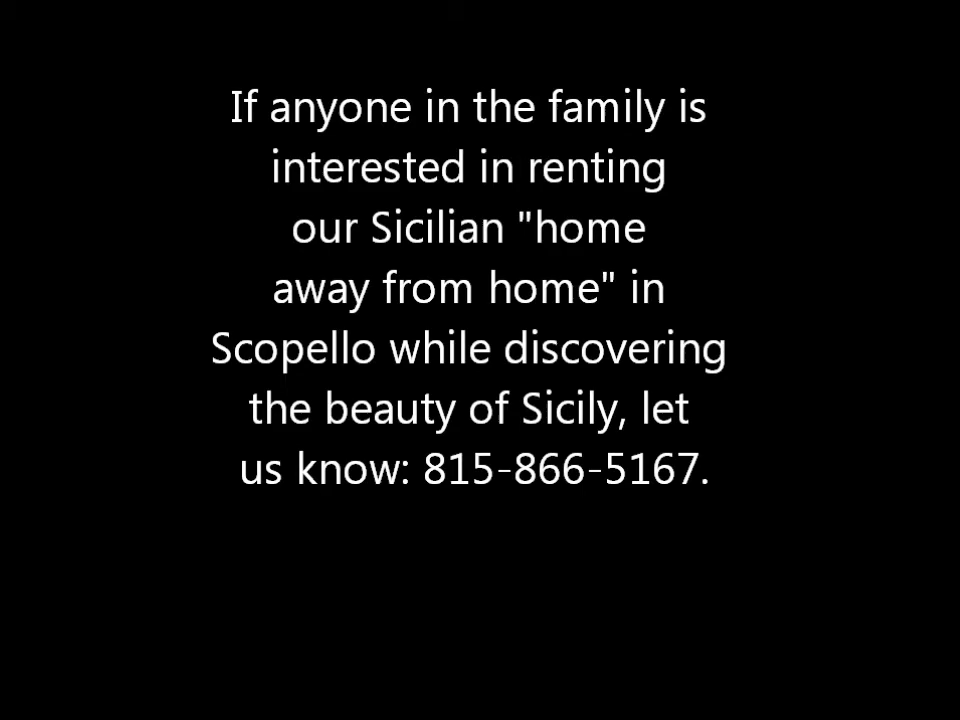 If anyone in the family is
interested in renting
our Sicilian "home
away from home" in
Scopello while discovering
the beauty of Sicily, let
us know: 815-866-5167.